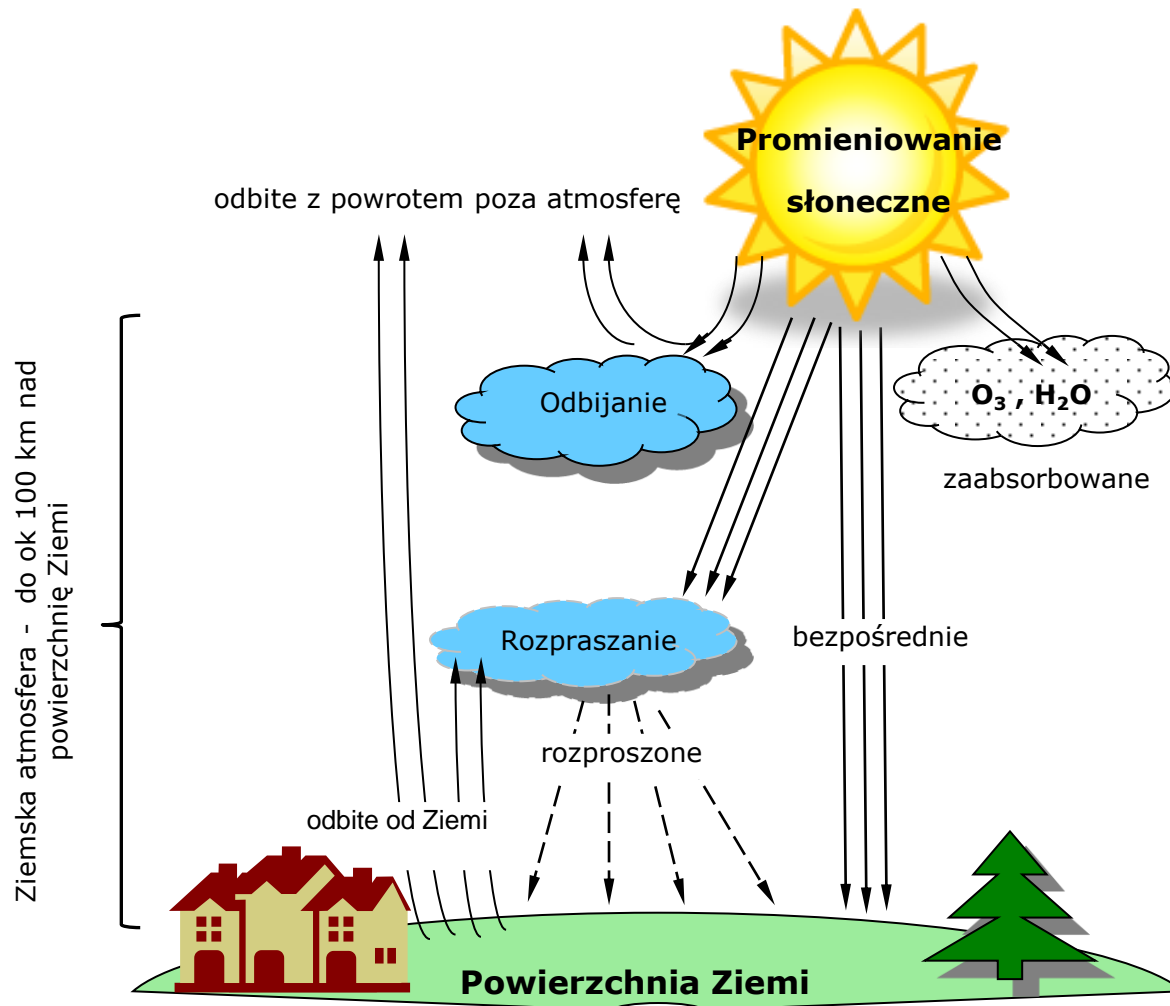 Promieniowanie
słoneczne
odbite z powrotem poza atmosferę
Odbijanie
O₃ , H₂O
zaabsorbowane
Ziemska atmosfera - do ok 100 km nad
powierzchnię Ziemi
Rozpraszanie
bezpośrednie
rozproszone
odbite od Ziemi
Powierzchnia Ziemi